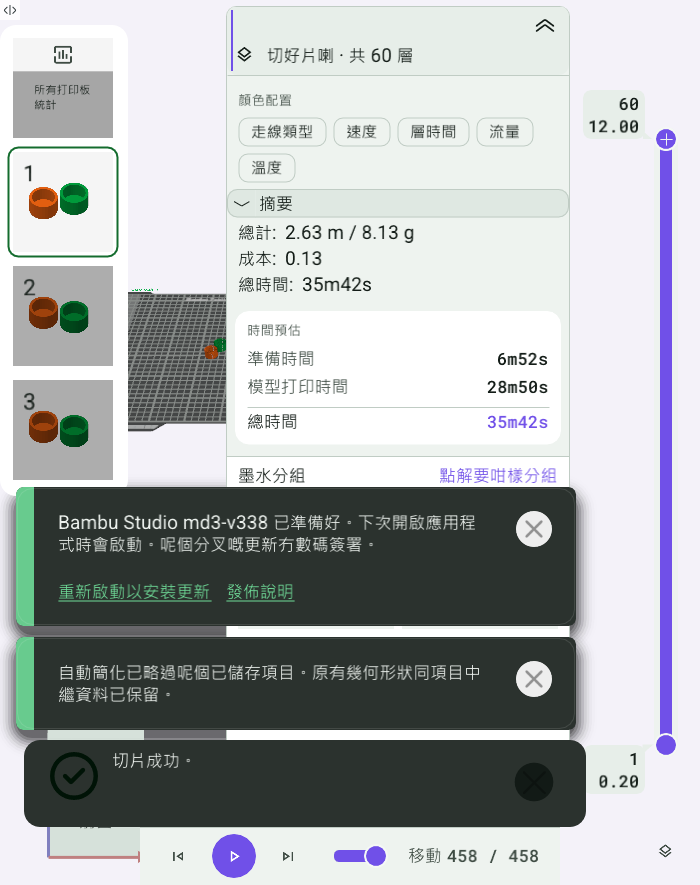 所有打印板
統計
1
2
3
切好片喇 · 共 60 層
顏色配置
走線類型
速度
層時間
流量
溫度
摘要
總計: 2.63 m / 8.13 g
成本: 0.13
總時間: 35m42s
時間預估
準備時間 6m52s
模型打印時間 28m50s
總時間 35m42s
墨水分組 點解要咁樣分組
60
12.00
Bambu Studio md3-v338 已準備好。下次開啟應用程
式時會啟動。呢個分叉嘅更新冇數碼簽署。
重新啟動以安裝更新 發佈說明
自動簡化已略過呢個已儲存項目。原有幾何形狀同項目中
繼資料已保留。
切片成功。
1
0.20
移動 458 / 458